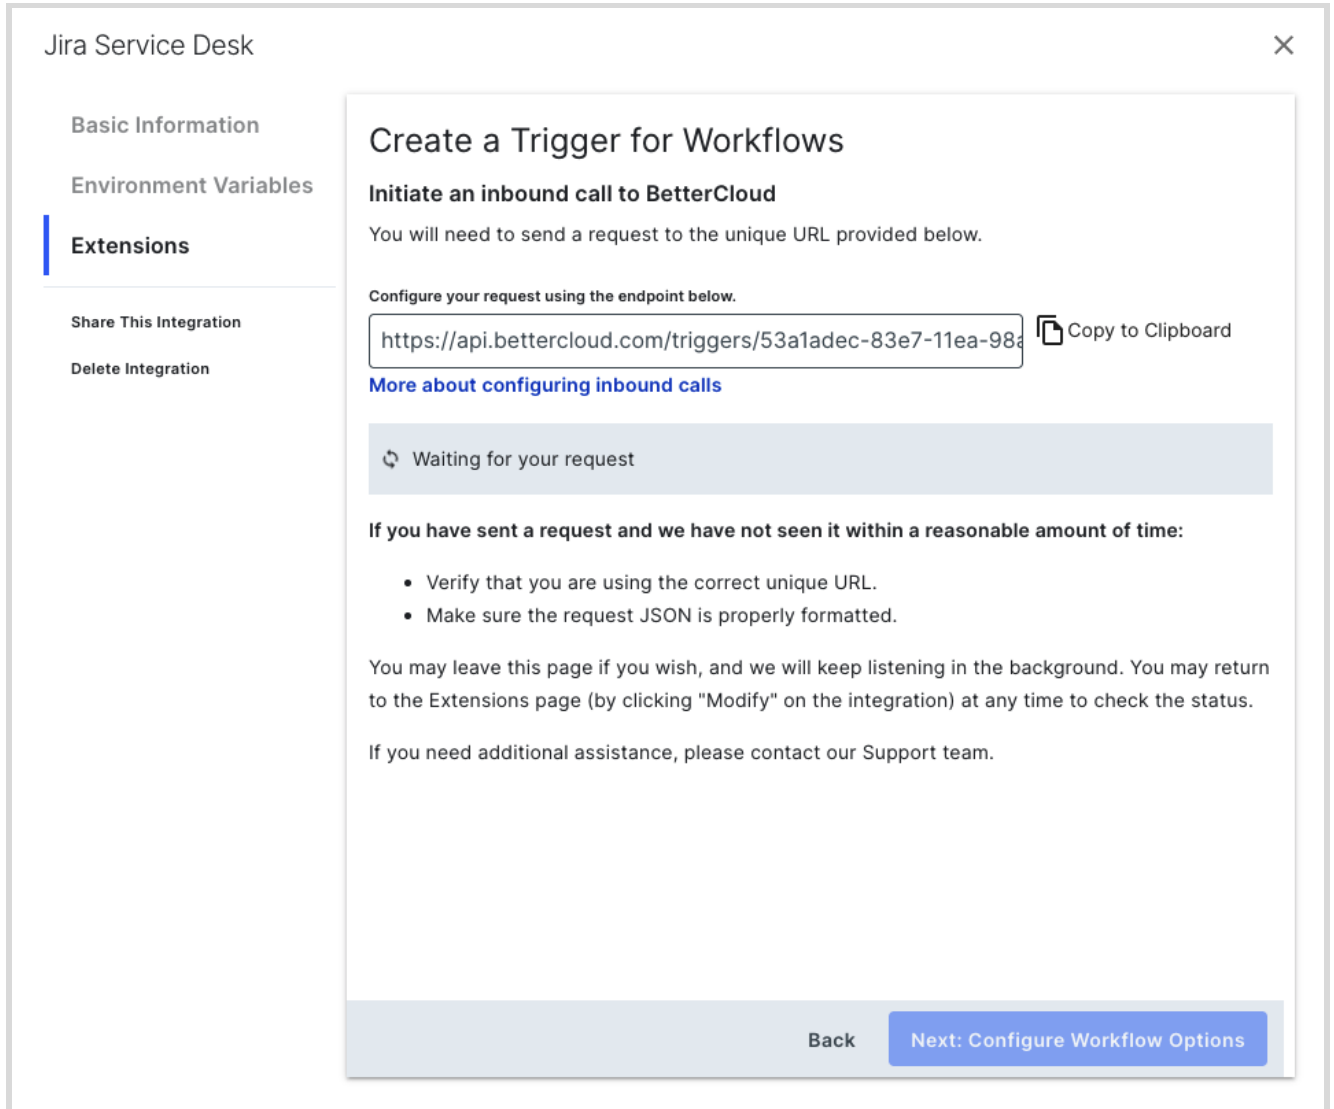 Jira Service Desk
Basic Information
Environment Variables
Extensions
Share This Integration
Delete Integration
Create a Trigger for Workflows
Initiate an inbound call to BetterCloud
You will need to send a request to the unique URL provided below.
Configure your request using the endpoint below.
https://api.bettercloud.com/triggers/53a1adec-83e7-11ea-98a
Copy to Clipboard
More about configuring inbound calls
Waiting for your request
If you have sent a request and we have not seen it within a reasonable amount of time:
• Verify that you are using the correct unique URL.
• Make sure the request JSON is properly formatted.
You may leave this page if you wish, and we will keep listening in the background. You may return
to the Extensions page (by clicking "Modify" on the integration) at any time to check the status.
If you need additional assistance, please contact our Support team.
Back
Next: Configure Workflow Options